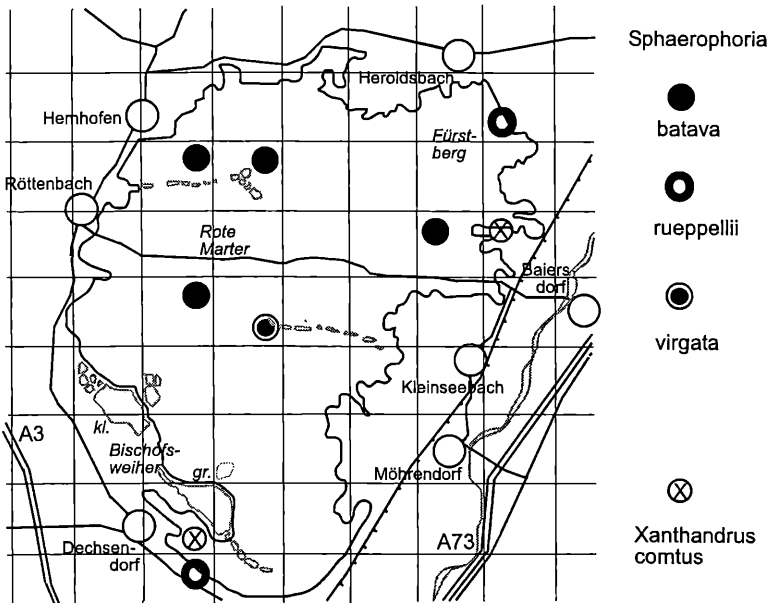 Sphaerophoria
batava
rueppellii
virgata
Xanthandrus
comtus
Heroldsbach
Hemhofen
Fürst-
berg
Röttenbach
Rote
Marter
Baiers
dorf
Kleinseebach
kl.
Bischofs-
weiher
gr.
A3
Möhrendorf
Dechsen-
dorf
A73